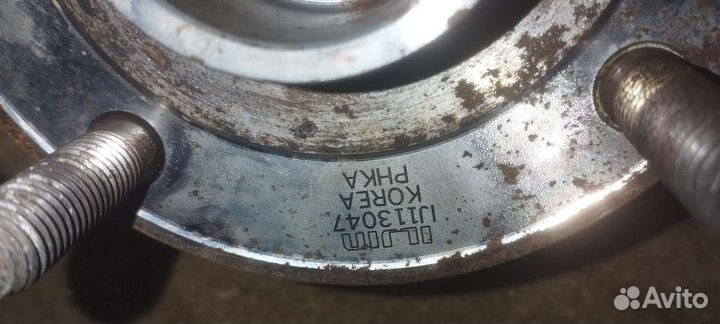 ILJIN
IJ113047
KOREA
PHKA
Avito